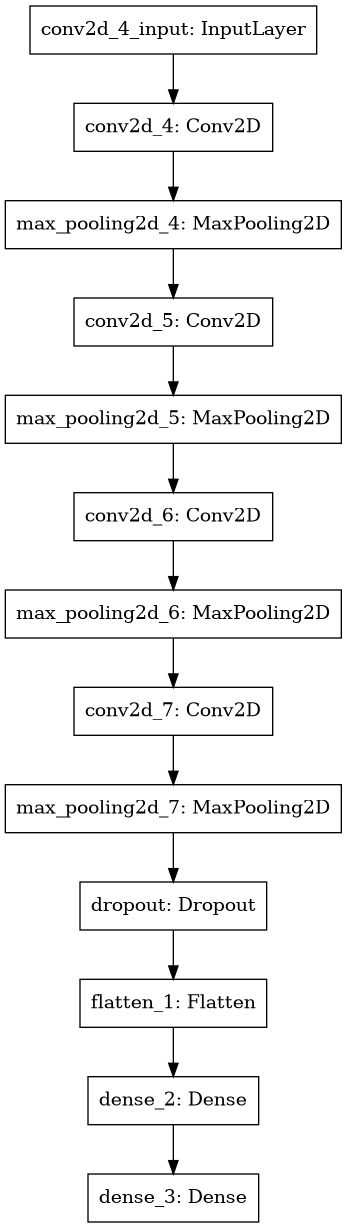 conv2d_4_input: InputLayer
conv2d_4: Conv2D
max_pooling2d_4: MaxPooling2D
conv2d_5: Conv2D
max_pooling2d_5: MaxPooling2D
conv2d_6: Conv2D
max_pooling2d_6: MaxPooling2D
conv2d_7: Conv2D
max_pooling2d_7: MaxPooling2D
dropout: Dropout
flatten_1: Flatten
dense_2: Dense
dense_3: Dense